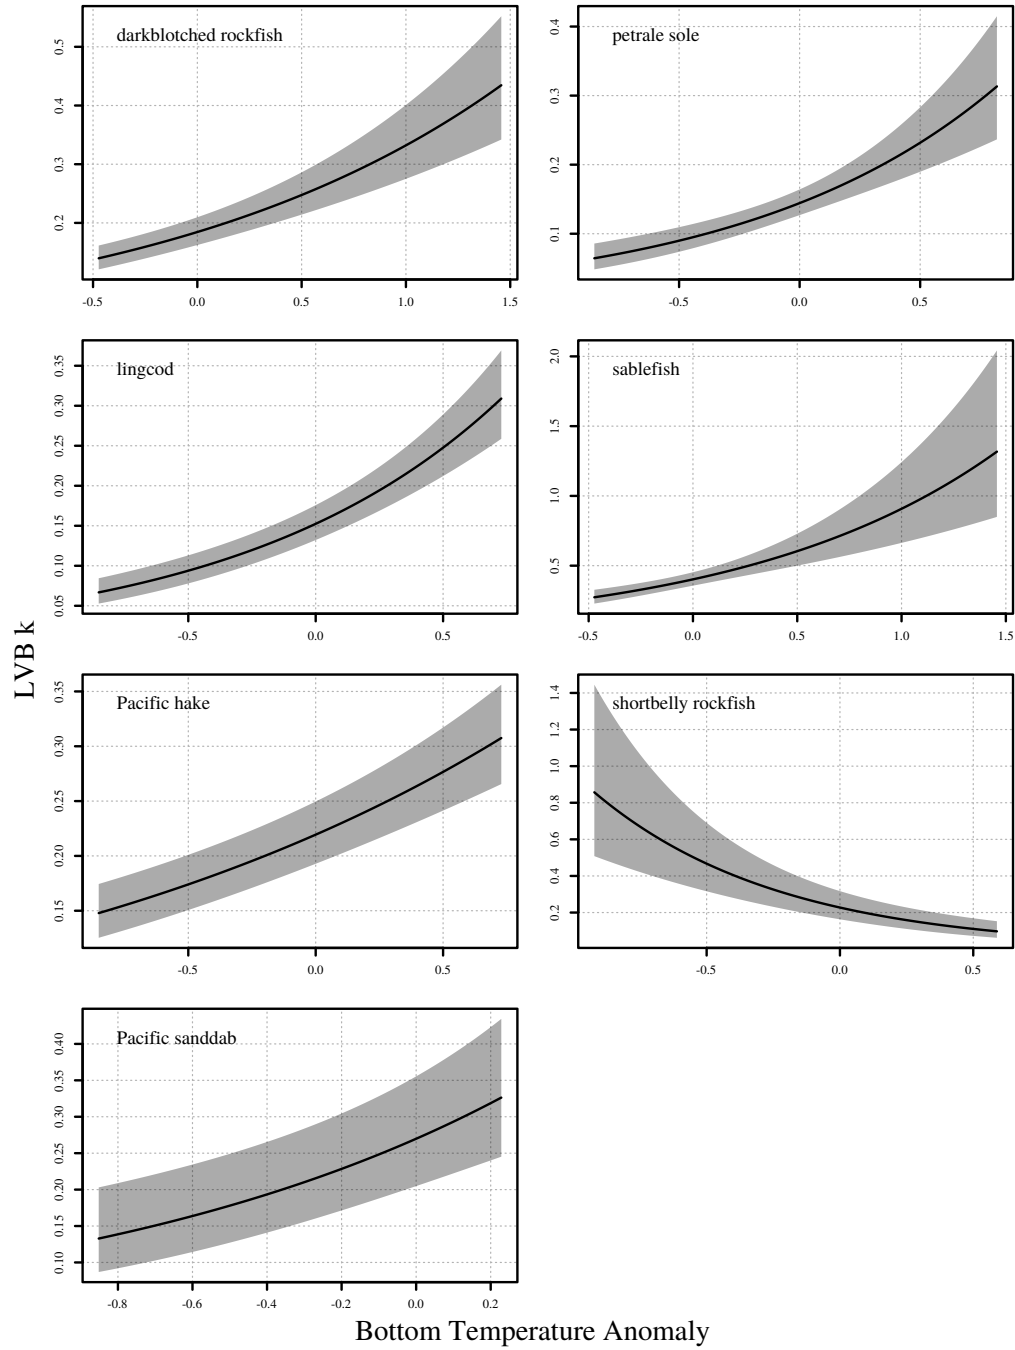 darkblotched rockfish
0.2
0.3
0.4
0.5
-0.5 0.0 0.5 1.0 1.5
petrale sole
0.1
0.2
0.3
0.4
-0.5 0.0 0.5
lingcod
0.05
0.10
0.15
0.20
0.25
0.30
0.35
-0.5 0.0 0.5
sablefish
0.5
1.0
1.5
2.0
-0.5 0.0 0.5 1.0 1.5
LVB k
Pacific hake
0.15
0.20
0.25
0.30
0.35
-0.5 0.0 0.5
shortbelly rockfish
0.2
0.4
0.6
0.8
1.0
1.2
1.4
-0.5 0.0 0.5
Pacific sanddab
0.10
0.15
0.20
0.25
0.30
0.35
0.40
-0.8 -0.6 -0.4 -0.2 0.0 0.2
Bottom Temperature Anomaly